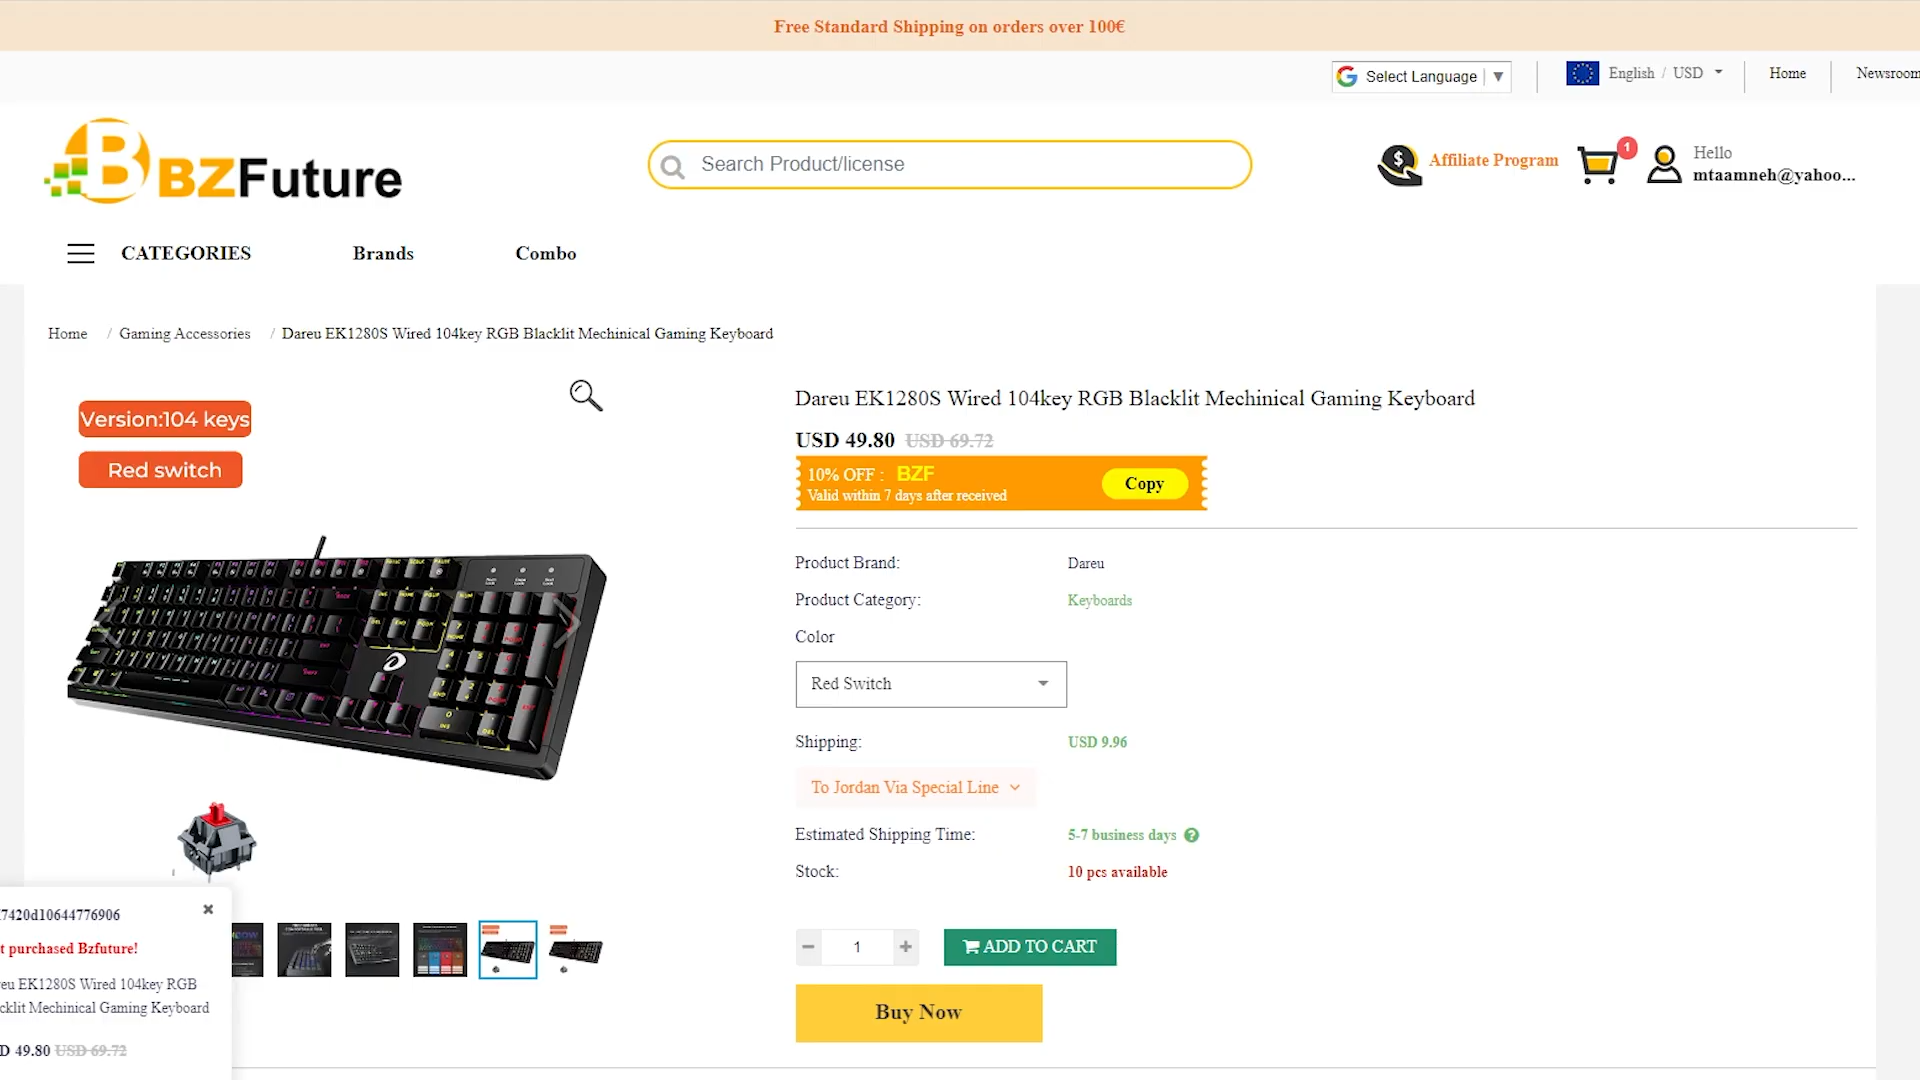 Free Standard Shipping on orders over 100€
Select Language ▼
English / USD
Home
Newsroom
BZFuture
Search Product/license
Affiliate Program
1
Hello
mtaamneh@yahoo...
CATEGORIES
Brands
Combo
Home / Gaming Accessories / Dareu EK1280S Wired 104key RGB Blacklit Mechinical Gaming Keyboard
Version:104 keys
Red switch
Dareu EK1280S Wired 104key RGB Blacklit Mechinical Gaming Keyboard
USD 49.80 USD 69.72
10% OFF : BZF
Valid within 7 days after received
Copy
Product Brand: Dareu
Product Category: Keyboards
Color
Red Switch
Shipping: USD 9.96
To Jordan Via Special Line
Estimated Shipping Time: 5-7 business days ?
Stock: 10 pcs available
− 1 +
ADD TO CART
Buy Now
7420d10644776906
t purchased Bzfuture!
eu EK1280S Wired 104key RGB
cklit Mechinical Gaming Keyboard
D 49.80 USD 69.72